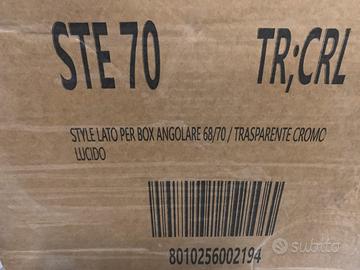 STE 70 TR;CRL
STYLE LATO PER BOX ANGOLARE 68/70 / TRASPARENTE CROMO
LUCIDO
8010256002194
subito